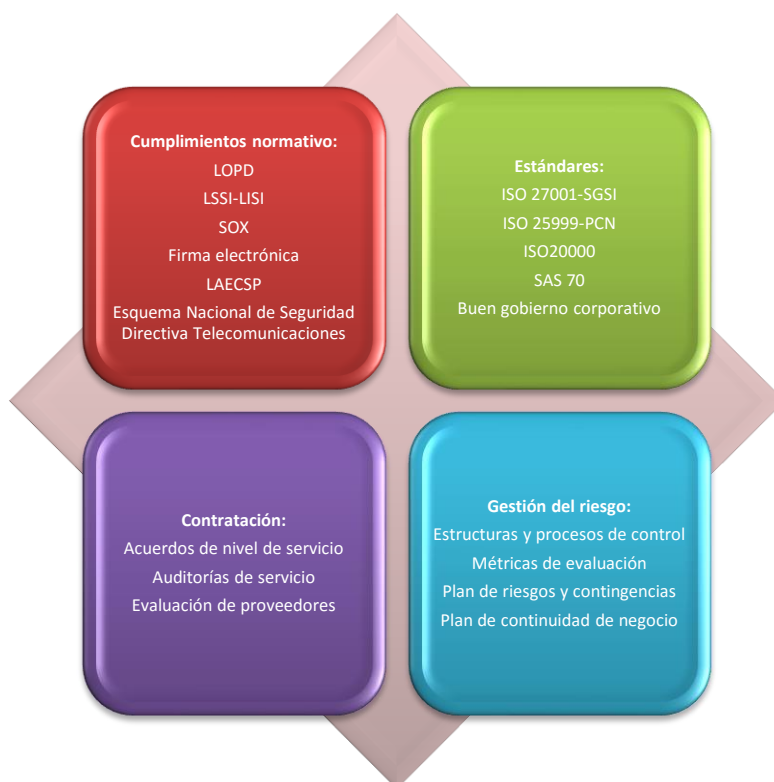 Cumplimientos normativo:
LOPD
LSSI-LISI
SOX
Firma electrónica
LAECSP
Esquema Nacional de Seguridad
Directiva Telecomunicaciones
Estándares:
ISO 27001-SGSI
ISO 25999-PCN
ISO20000
SAS 70
Buen gobierno corporativo
Contratación:
Acuerdos de nivel de servicio
Auditorías de servicio
Evaluación de proveedores
Gestión del riesgo:
Estructuras y procesos de control
Métricas de evaluación
Plan de riesgos y contingencias
Plan de continuidad de negocio